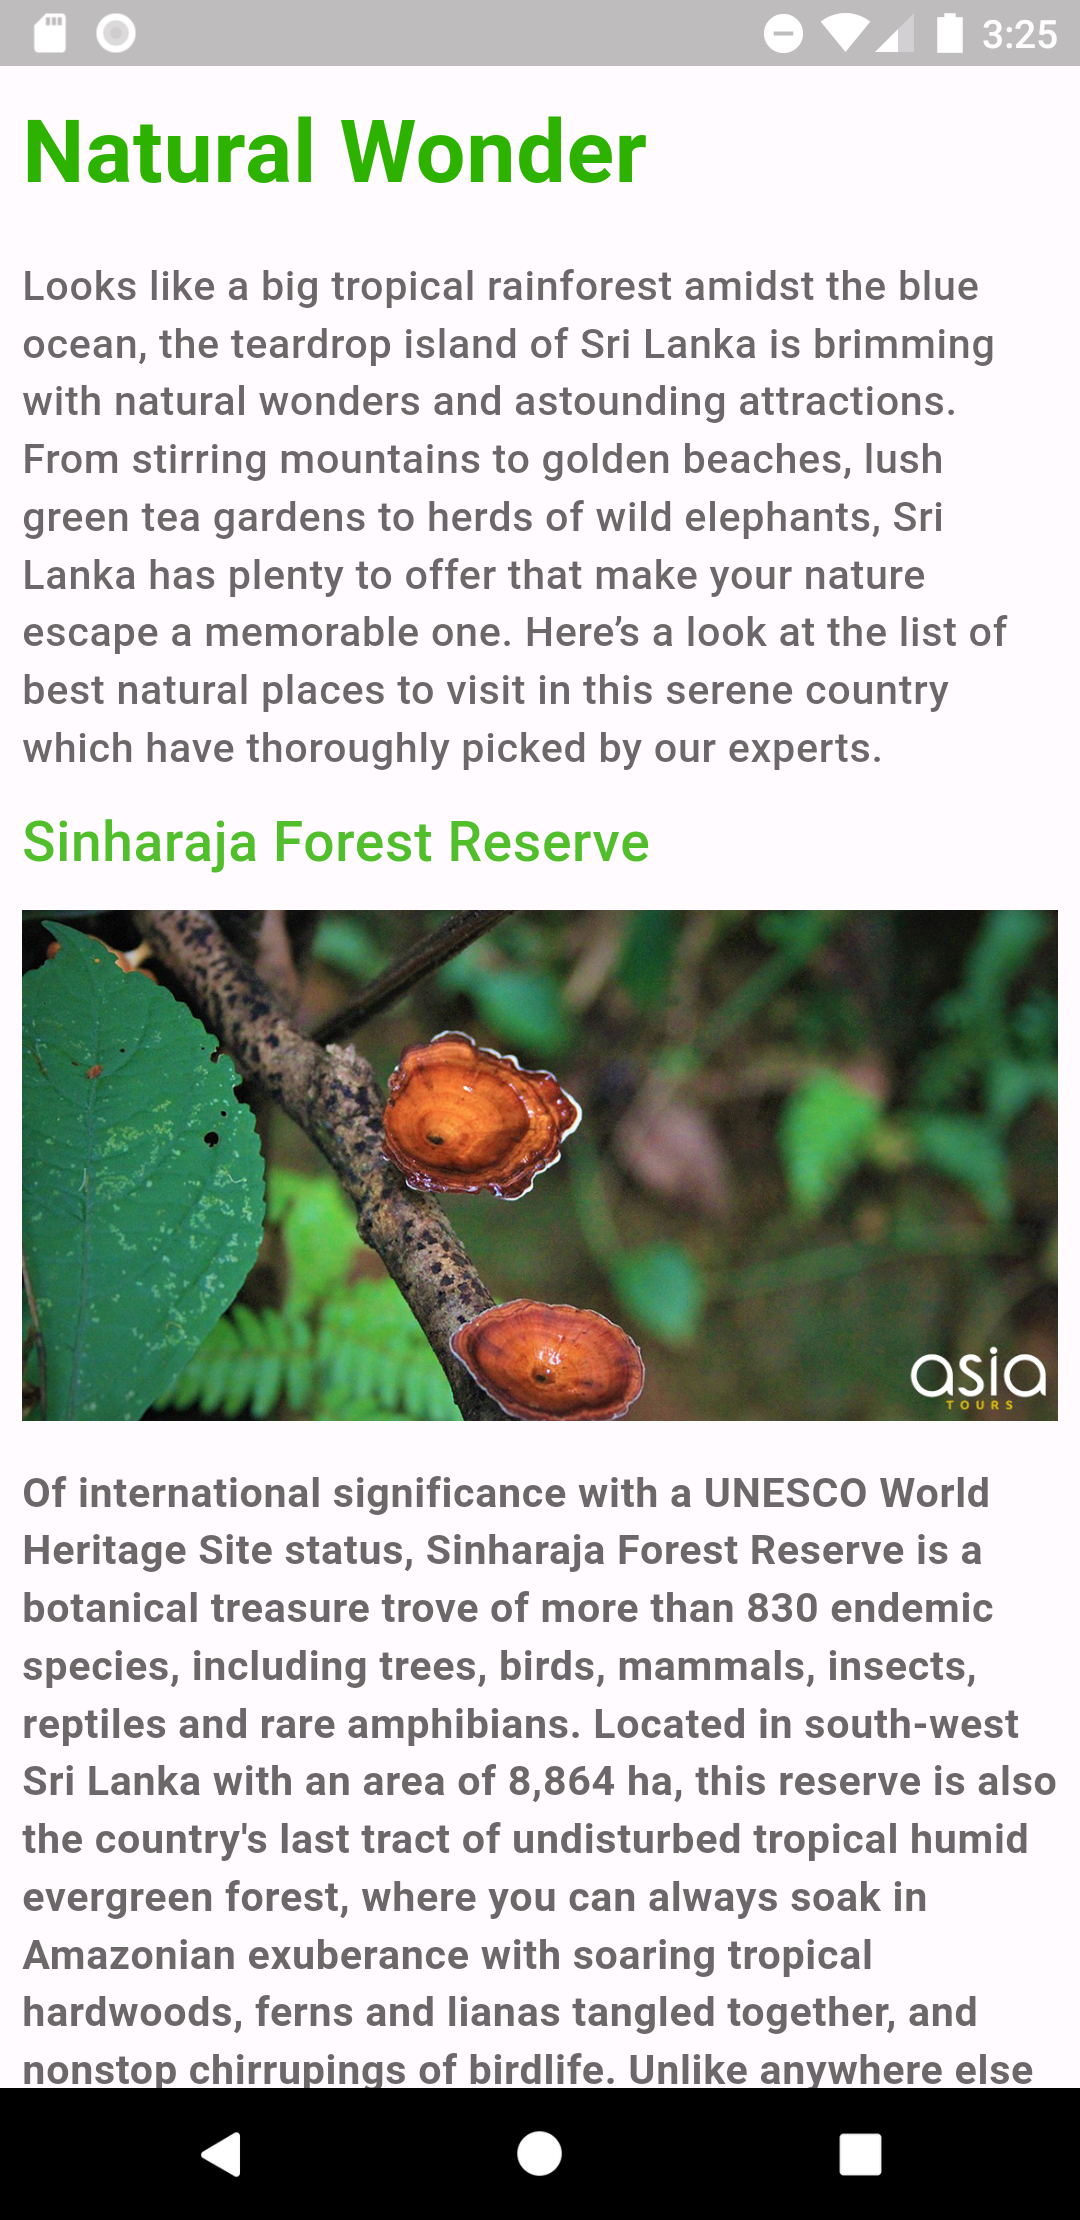 3:25
Natural Wonder
Looks like a big tropical rainforest amidst the blue
ocean, the teardrop island of Sri Lanka is brimming
with natural wonders and astounding attractions.
From stirring mountains to golden beaches, lush
green tea gardens to herds of wild elephants, Sri
Lanka has plenty to offer that make your nature
escape a memorable one. Here’s a look at the list of
best natural places to visit in this serene country
which have thoroughly picked by our experts.
Sinharaja Forest Reserve
asia
TOURS
Of international significance with a UNESCO World
Heritage Site status, Sinharaja Forest Reserve is a
botanical treasure trove of more than 830 endemic
species, including trees, birds, mammals, insects,
reptiles and rare amphibians. Located in south-west
Sri Lanka with an area of 8,864 ha, this reserve is also
the country's last tract of undisturbed tropical humid
evergreen forest, where you can always soak in
Amazonian exuberance with soaring tropical
hardwoods, ferns and lianas tangled together, and
nonstop chirrupings of birdlife. Unlike anywhere else